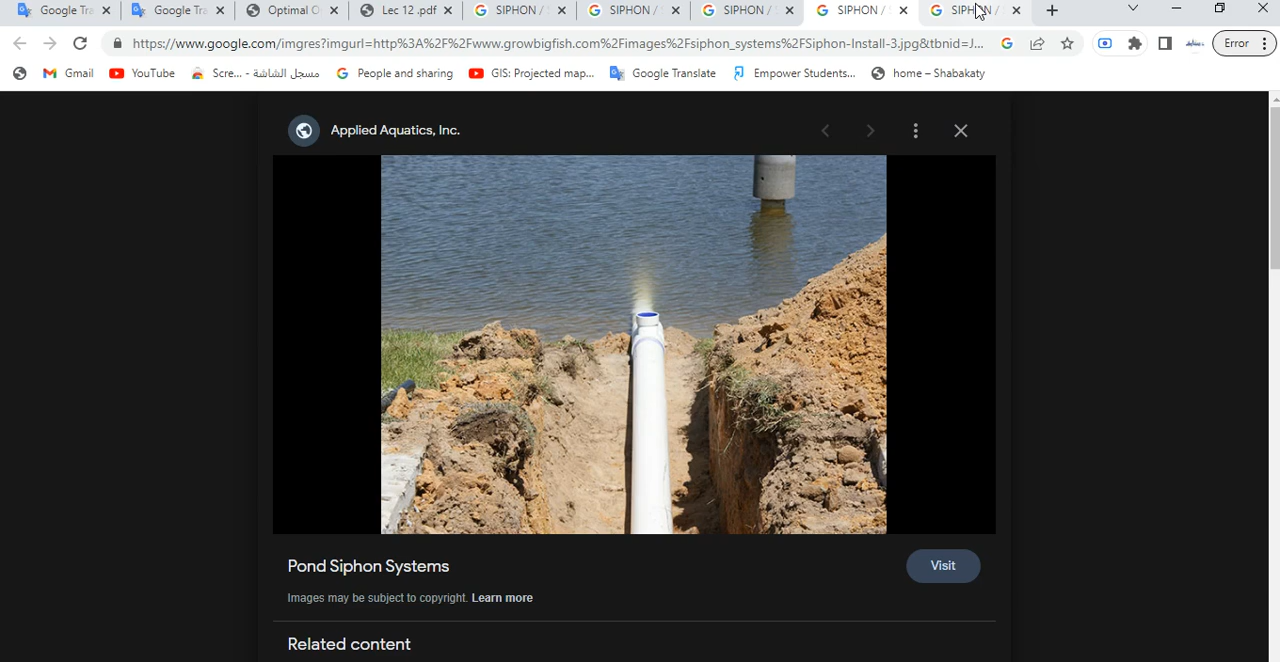 Google Tra
Google Tra
Optimal O
Lec 12 .pdf
SIPHON /
SIPHON /
SIPHON /
SIPHON /
SIPHON /
https://www.google.com/imgres?imgurl=http%3A%2F%2Fwww.growbigfish.com%2Fimages%2Fsiphon_systems%2FSiphon-Install-3.jpg&tbnid=J...
Error
Gmail
YouTube
Scre... - مسجل الشاشة
People and sharing
GIS: Projected map...
Google Translate
Empower Students...
home – Shabakaty
Applied Aquatics, Inc.
Pond Siphon Systems
Visit
Images may be subject to copyright. Learn more
Related content